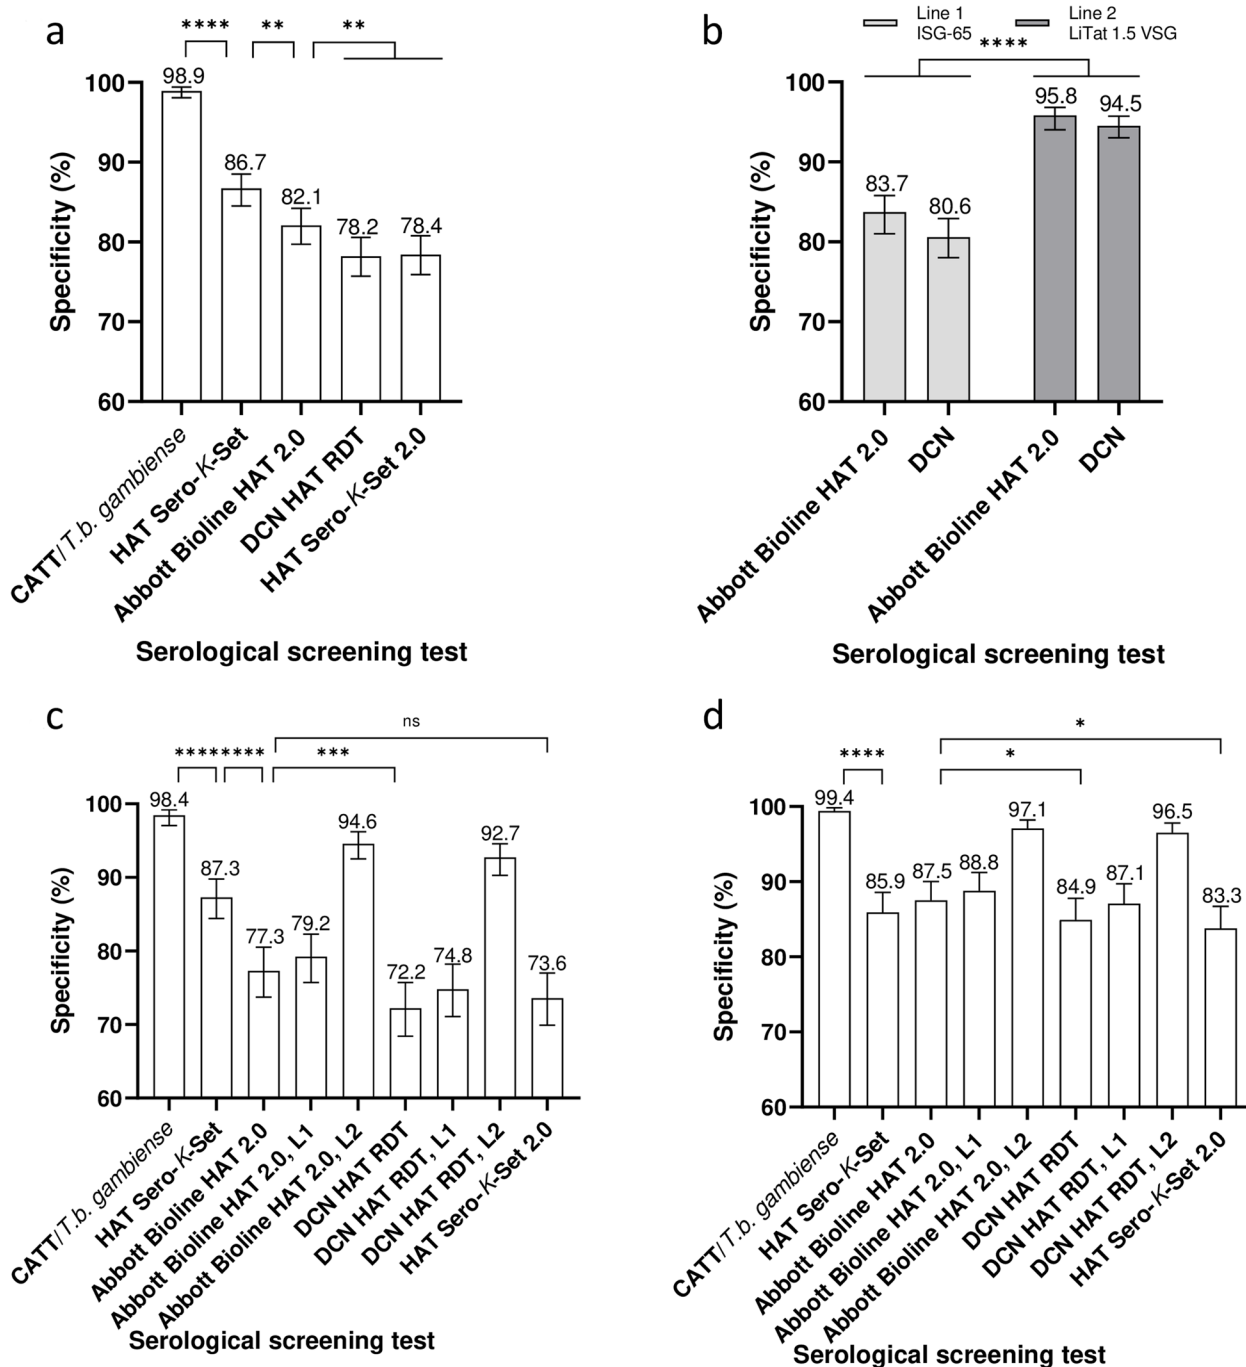 a
**** ** **
98.9
86.7
82.1
78.2
78.4
100
90
80
70
60
Specificity (%)
CATT/T.b. gambiense
HAT Sero-K-Set
Abbott Bioline HAT 2.0
DCN HAT RDT
HAT Sero-K-Set 2.0
Serological screening test
b
Line 1
ISG-65
Line 2
LiTat 1.5 VSG
****
83.7
80.6
95.8
94.5
100
90
80
70
60
Specificity (%)
Abbott Bioline HAT 2.0
DCN
Abbott Bioline HAT 2.0
DCN
Serological screening test
c
ns
**** **** ***
98.4
87.3
77.3
79.2
94.6
72.2
74.8
92.7
73.6
100
90
80
70
60
Specificity (%)
CATT/T.b. gambiense
HAT Sero-K-Set
Abbott Bioline HAT 2.0
Abbott Bioline HAT 2.0, L1
Abbott Bioline HAT 2.0, L2
DCN HAT RDT
DCN HAT RDT, L1
DCN HAT RDT, L2
HAT Sero-K-Set 2.0
Serological screening test
d
*
**** *
99.4
85.9
87.5
88.8
97.1
84.9
87.1
96.5
83.3
100
90
80
70
60
Specificity (%)
CATT/T.b. gambiense
HAT Sero-K-Set
Abbott Bioline HAT 2.0
Abbott Bioline HAT 2.0, L1
Abbott Bioline HAT 2.0, L2
DCN HAT RDT
DCN HAT RDT, L1
DCN HAT RDT, L2
HAT Sero-K-Set 2.0
Serological screening test